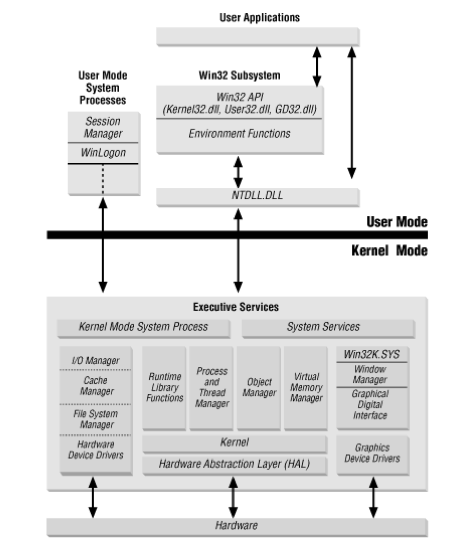 User Applications
User Mode
System
Processes
Win32 Subsystem
Session
Manager
WinLogon
Win32 API
(Kernel32.dll, User32.dll, GD32.dll)
Environment Functions
NTDLL.DLL
User Mode
Kernel Mode
Executive Services
Kernel Mode System Process
System Services
I/O Manager
Cache
Manager
File System
Manager
Hardware
Device Drivers
Runtime
Library
Functions
Process
and
Thread
Manager
Object
Manager
Virtual
Memory
Manager
Win32K.SYS
Window
Manager
Graphical
Digital
Interface
Kernel
Hardware Abstraction Layer (HAL)
Graphics
Device Drivers
Hardware